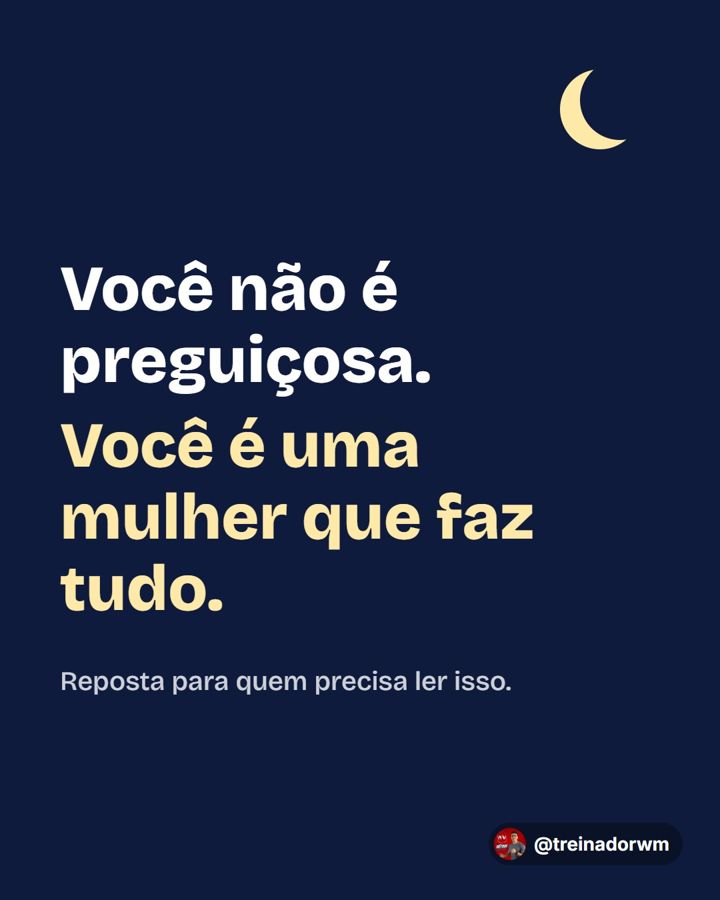 Você não é
preguiçosa.
Você é uma
mulher que faz
tudo.
Reposta para quem precisa ler isso.
@treinadorwm